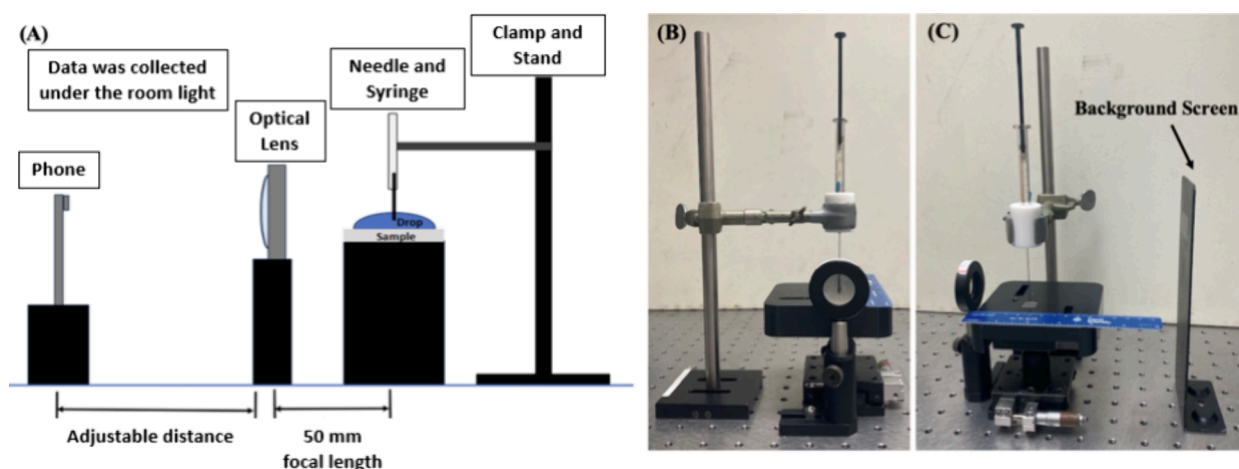 (A)
Data was collected
under the room light
Phone
Optical
Lens
Needle and
Syringe
Clamp and
Stand
Drop
Sample
Adjustable distance
50 mm
focal length
(B)
(C)
Background Screen